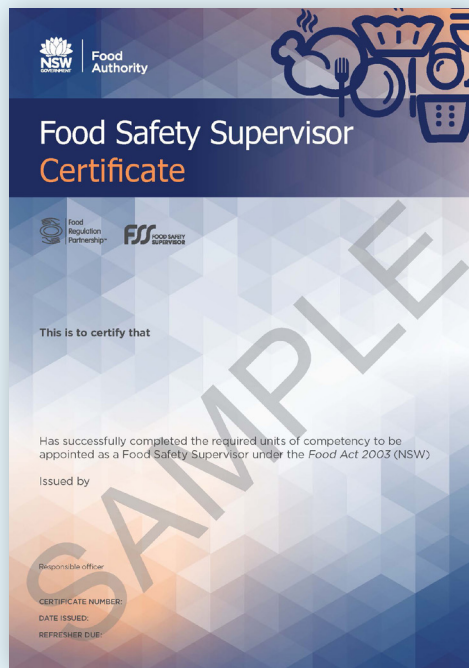 NSW
GOVERNMENT
Food
Authority
Food Safety Supervisor
Certificate
Food
Regulation
Partnership
FSS FOOD SAFETY
SUPERVISOR
This is to certify that
SAMPLE
Has successfully completed the required units of competency to be
appointed as a Food Safety Supervisor under the Food Act 2003 (NSW)
Issued by
Responsible officer
CERTIFICATE NUMBER:
DATE ISSUED:
REFRESHER DUE: